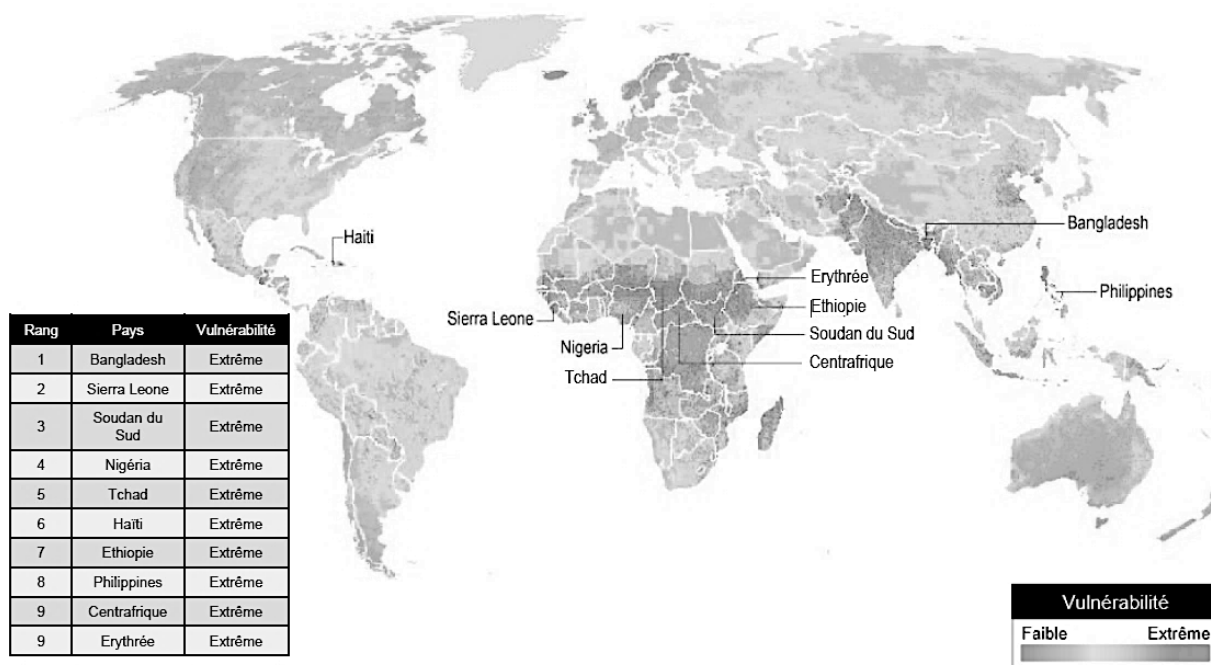 Haïti
Bangladesh
Erythrée
Philippines
Ethiopie
Sierra Leone
Soudan du Sud
Nigeria
Centrafrique
Tchad
Rang Pays Vulnérabilité
1 Bangladesh Extrême
2 Sierra Leone Extrême
3 Soudan du Sud Extrême
4 Nigéria Extrême
5 Tchad Extrême
6 Haïti Extrême
7 Ethiopie Extrême
8 Philippines Extrême
9 Centrafrique Extrême
9 Erythrée Extrême
Vulnérabilité
Faible Extrême